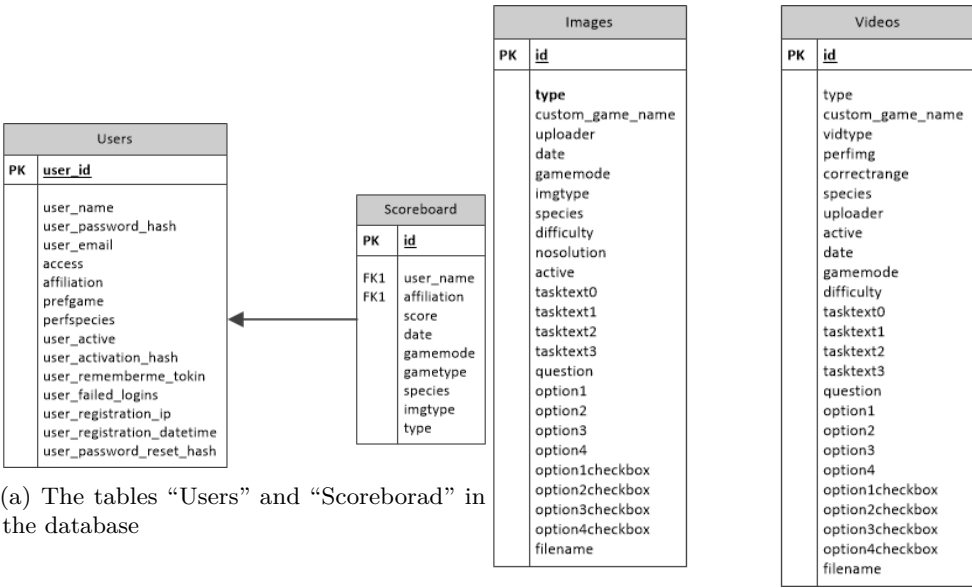 Users
PK user_id
user_name
user_password_hash
user_email
access
affiliation
prefgame
perfspecies
user_active
user_activation_hash
user_rememberme_tokin
user_failed_logins
user_registration_ip
user_registration_datetime
user_password_reset_hash
Scoreboard
PK id
FK1 user_name
FK1 affiliation
score
date
gamemode
gametype
species
imgtype
type
(a) The tables “Users” and “Scoreborad” in
the database
Images
PK id
type
custom_game_name
uploader
date
gamemode
imgtype
species
difficulty
nosolution
active
tasktext0
tasktext1
tasktext2
tasktext3
question
option1
option2
option3
option4
option1checkbox
option2checkbox
option3checkbox
option4checkbox
filename
Videos
PK id
type
custom_game_name
vidtype
perfimg
correctrange
species
uploader
active
date
gamemode
difficulty
tasktext0
tasktext1
tasktext2
tasktext3
question
option1
option2
option3
option4
option1checkbox
option2checkbox
option3checkbox
option4checkbox
filename